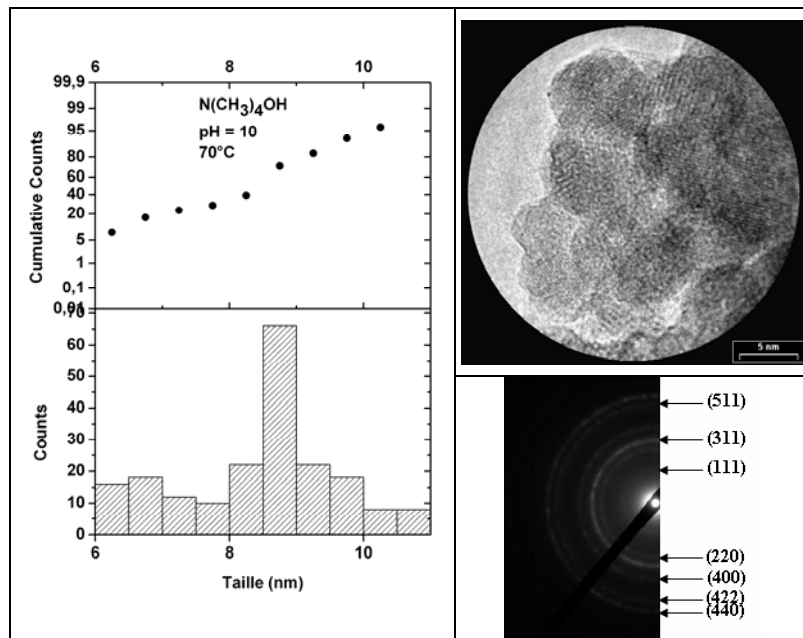 6 8 10
99,9
99
95
80
60
40
20
5
1
0,1
0,01
Cumulative Counts
N(CH3)4OH
pH = 10
70°C
70
60
50
40
30
20
10
0
Counts
6 8 10
Taille (nm)
5 nm
(511)
(311)
(111)
(220)
(400)
(422)
(440)